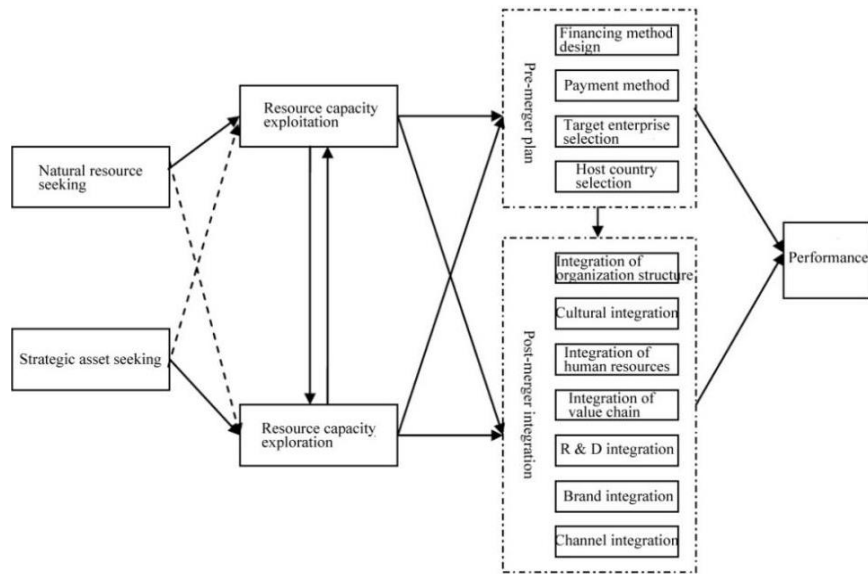 Natural resource
seeking
Strategic asset seeking
Resource capacity
exploitation
Resource capacity
exploration
Pre-merger plan
Financing method
design
Payment method
Target enterprise
selection
Host country
selection
Post-merger integration
Integration of
organization structure
Cultural integration
Integration of
human resources
Integration of
value chain
R & D integration
Brand integration
Channel integration
Performance